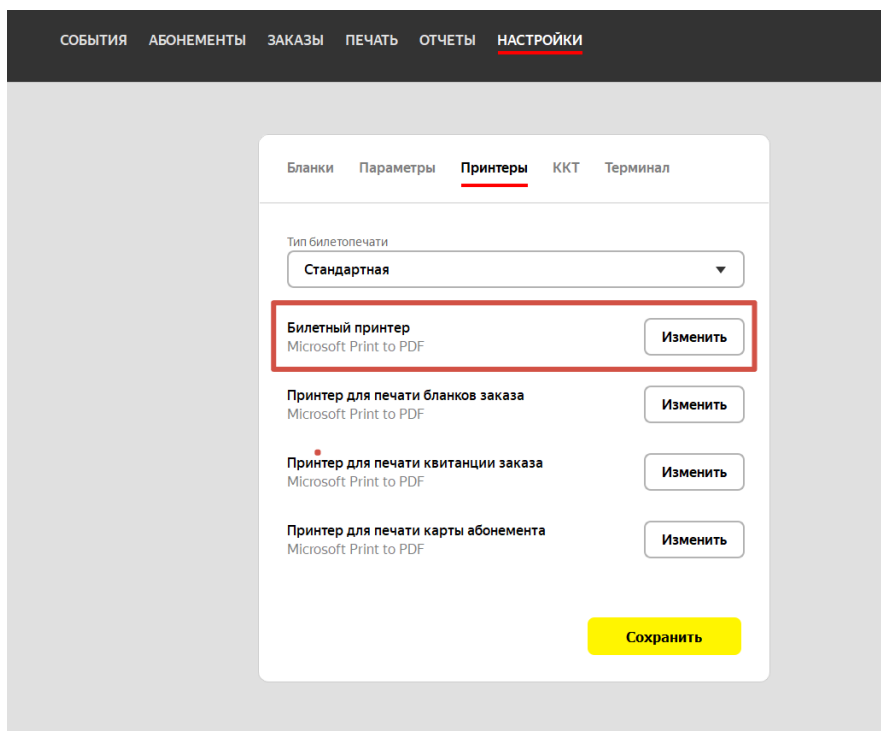 СОБЫТИЯ АБОНЕМЕНТЫ ЗАКАЗЫ ПЕЧАТЬ ОТЧЕТЫ НАСТРОЙКИ
Бланки Параметры Принтеры ККТ Терминал
Тип билетопечати
Стандартная
Билетный принтер
Microsoft Print to PDF
Изменить
Принтер для печати бланков заказа
Microsoft Print to PDF
Изменить
Принтер для печати квитанции заказа
Microsoft Print to PDF
Изменить
Принтер для печати карты абонемента
Microsoft Print to PDF
Изменить
Сохранить